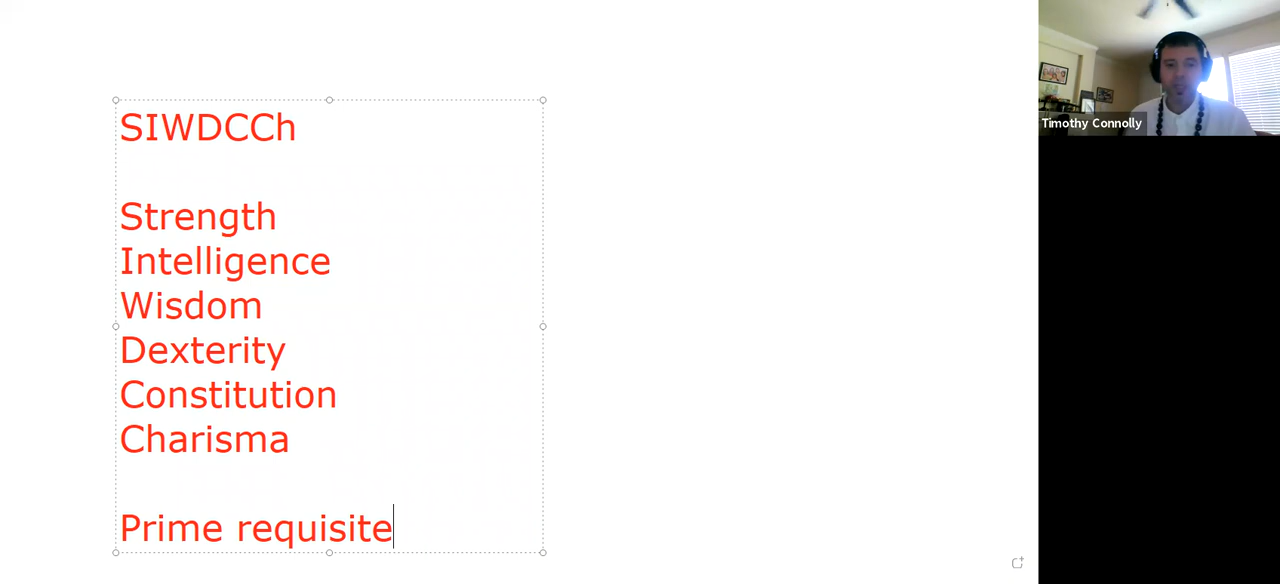 SIWDCCh
Strength
Intelligence
Wisdom
Dexterity
Constitution
Charisma
Prime requisite
Timothy Connolly